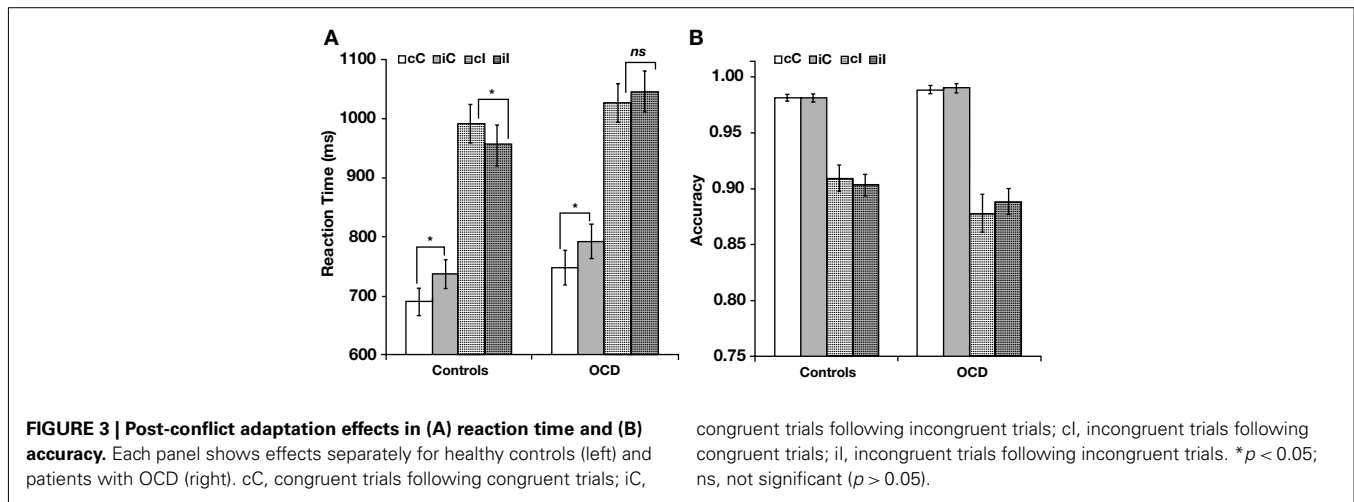 A
B
ns
1100
1000
900
800
700
600
Reaction Time (ms)
cC iC cI iI
*
*
*
Controls
OCD
1.00
0.95
0.90
0.85
0.80
0.75
Accuracy
cC iC cI iI
Controls
OCD
FIGURE 3 | Post-conflict adaptation effects in (A) reaction time and (B)
accuracy. Each panel shows effects separately for healthy controls (left) and
patients with OCD (right). cC, congruent trials following congruent trials; iC,
congruent trials following incongruent trials; cI, incongruent trials following
congruent trials; iI, incongruent trials following incongruent trials. *p < 0.05;
ns, not significant (p > 0.05).